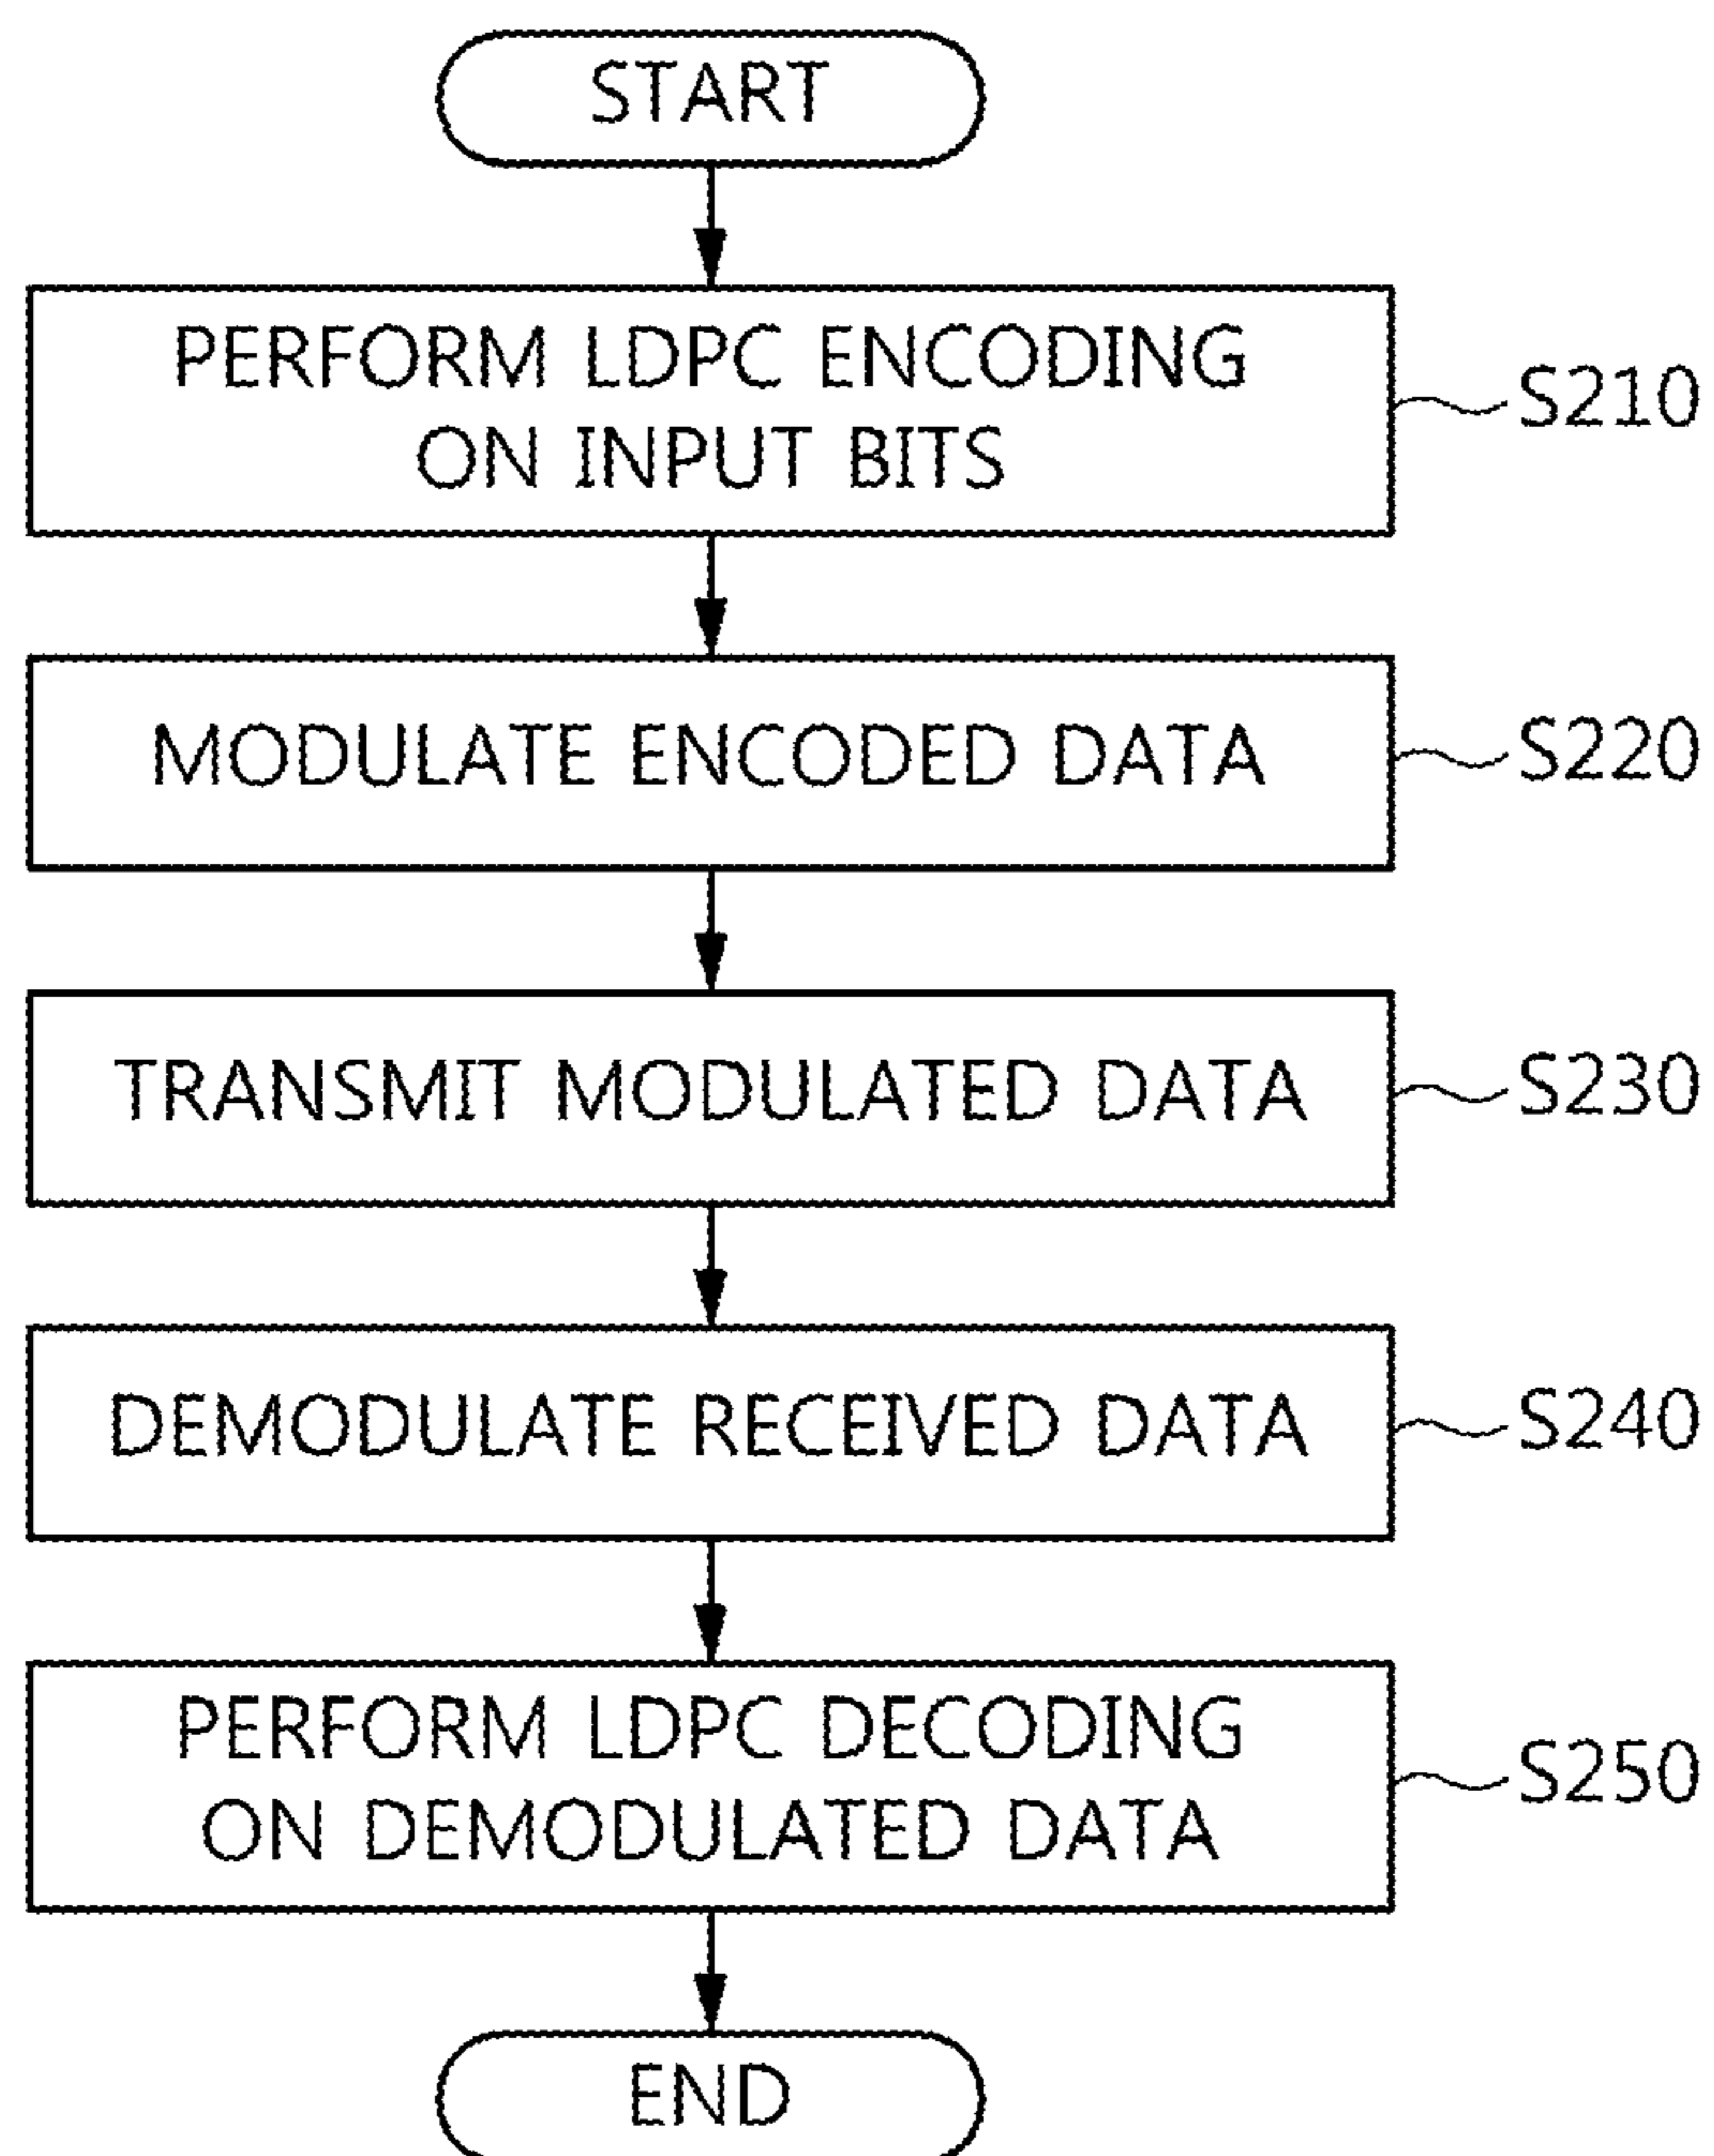 START
PERFORM LDPC ENCODING
ON INPUT BITS
S210
MODULATE ENCODED DATA
S220
TRANSMIT MODULATED DATA
S230
DEMODULATE RECEIVED DATA
S240
PERFORM LDPC DECODING
ON DEMODULATED DATA
S250
END